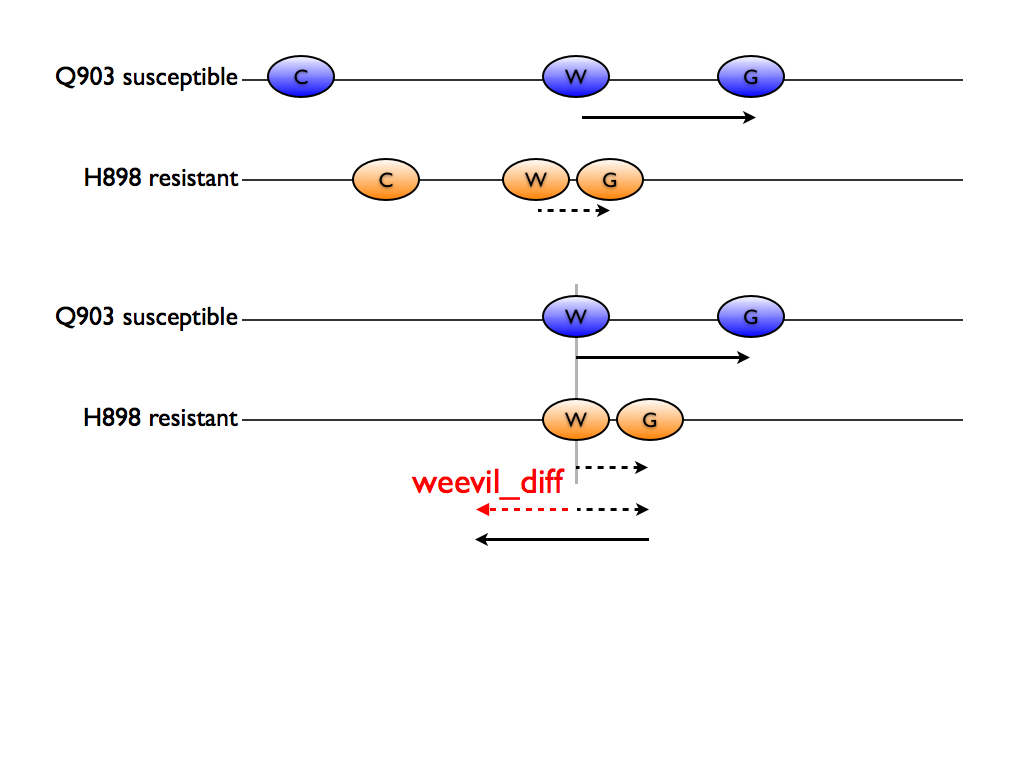 Q903 susceptible C W G
H898 resistant C W G
Q903 susceptible W G
H898 resistant W G
weevil_diff